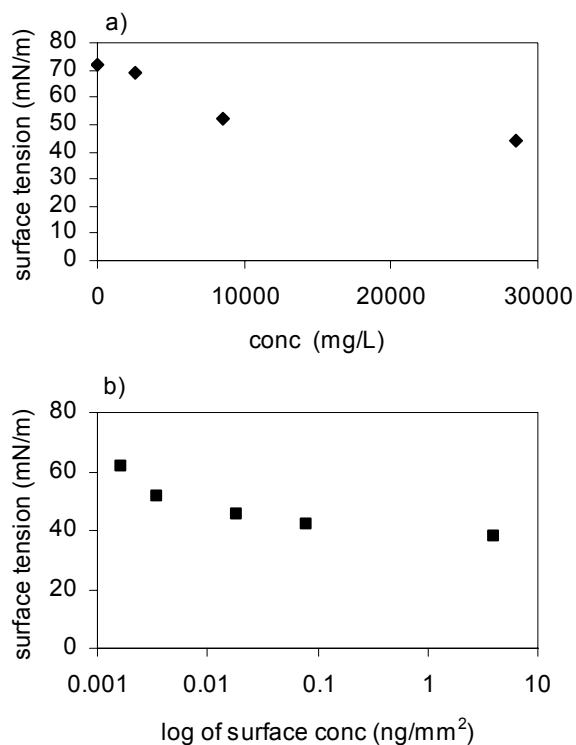 a)
80
70
60
50
40
30
20
10
0
surface tension (mN/m)
0 10000 20000 30000
conc (mg/L)
b)
80
60
40
20
0
surface tension (mN/m)
0.001 0.01 0.1 1 10
log of surface conc (ng/mm²)